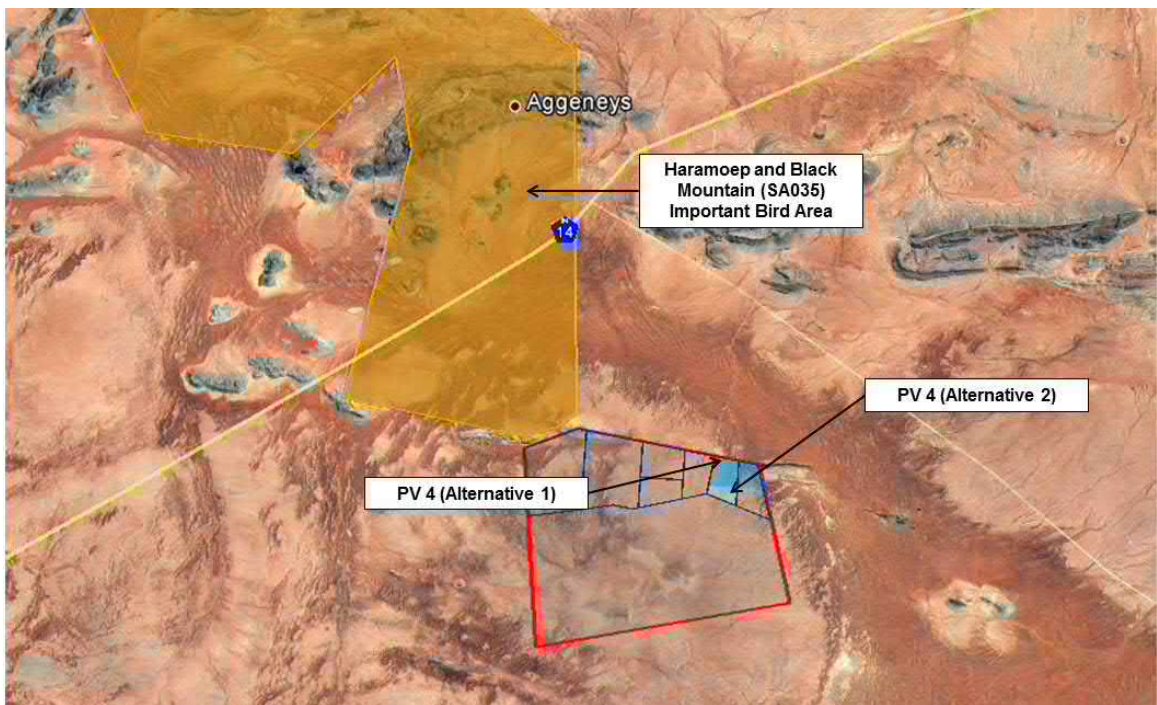 Aggeneys
Haramoep and Black
Mountain (SA035)
Important Bird Area
14
PV 4 (Alternative 2)
PV 4 (Alternative 1)